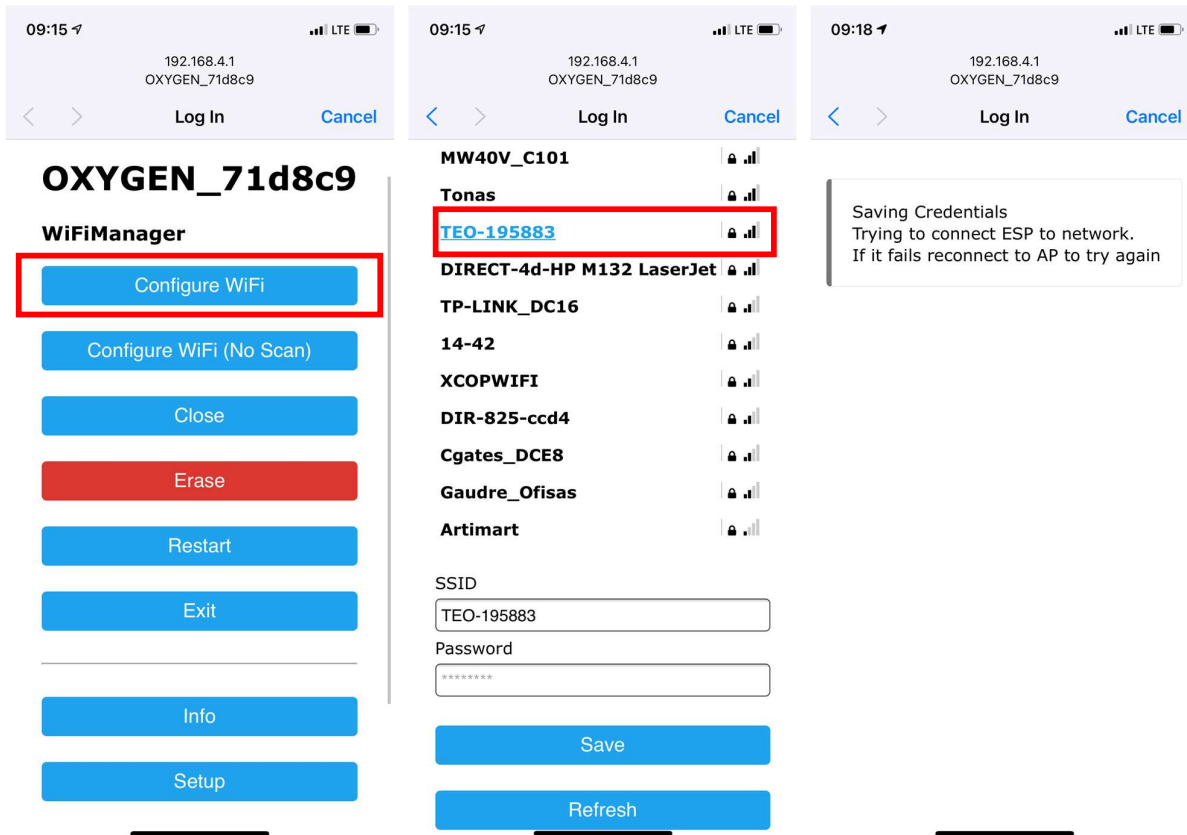 09:15
LTE
192.168.4.1
OXYGEN_71d8c9
Log In
Cancel
OXYGEN_71d8c9
WiFiManager
Configure WiFi
Configure WiFi (No Scan)
Close
Erase
Restart
Exit
Info
Setup
09:15
LTE
192.168.4.1
OXYGEN_71d8c9
Log In
Cancel
MW40V_C101
Tonas
TEO-195883
DIRECT-4d-HP M132 LaserJet
TP-LINK_DC16
14-42
XCOPWIFI
DIR-825-ccd4
Cgates_DCE8
Gaudre_Ofisas
Artimart
SSID
TEO-195883
Password
********
Save
Refresh
09:18
LTE
192.168.4.1
OXYGEN_71d8c9
Log In
Cancel
Saving Credentials
Trying to connect ESP to network.
If it fails reconnect to AP to try again